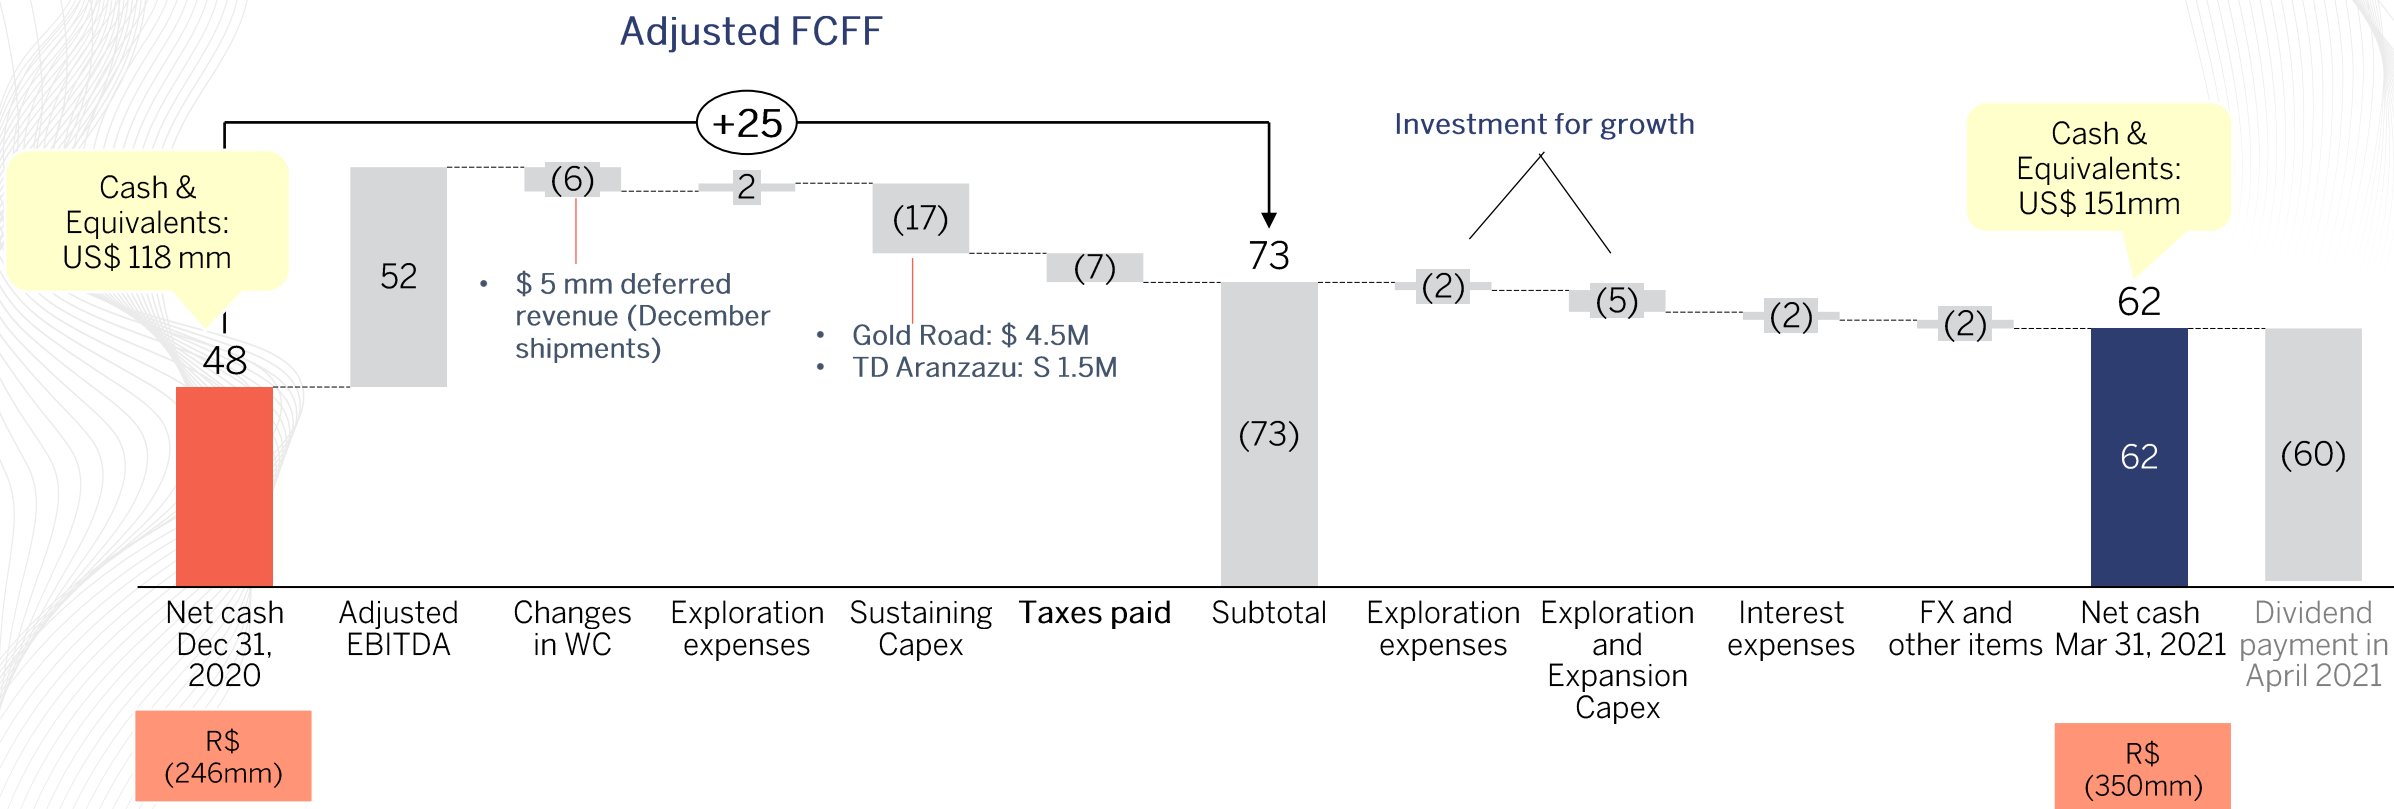 Adjusted FCFF
+25
Investment for growth
Cash &
Equivalents:
US$ 118 mm
Cash &
Equivalents:
US$ 151mm
48
52
(6)
2
(17)
(7)
73
(73)
(2)
(5)
(2)
(2)
62
62
(60)
• $ 5 mm deferred
revenue (December
shipments)
• Gold Road: $ 4.5M
• TD Aranzazu: S 1.5M
Net cash
Dec 31,
2020
Adjusted
EBITDA
Changes
in WC
Exploration
expenses
Sustaining
Capex
Taxes paid
Subtotal
Exploration
expenses
Exploration
and
Expansion
Capex
Interest
expenses
FX and
other items
Net cash
Mar 31, 2021
Dividend
payment in
April 2021
R$
(246mm)
R$
(350mm)